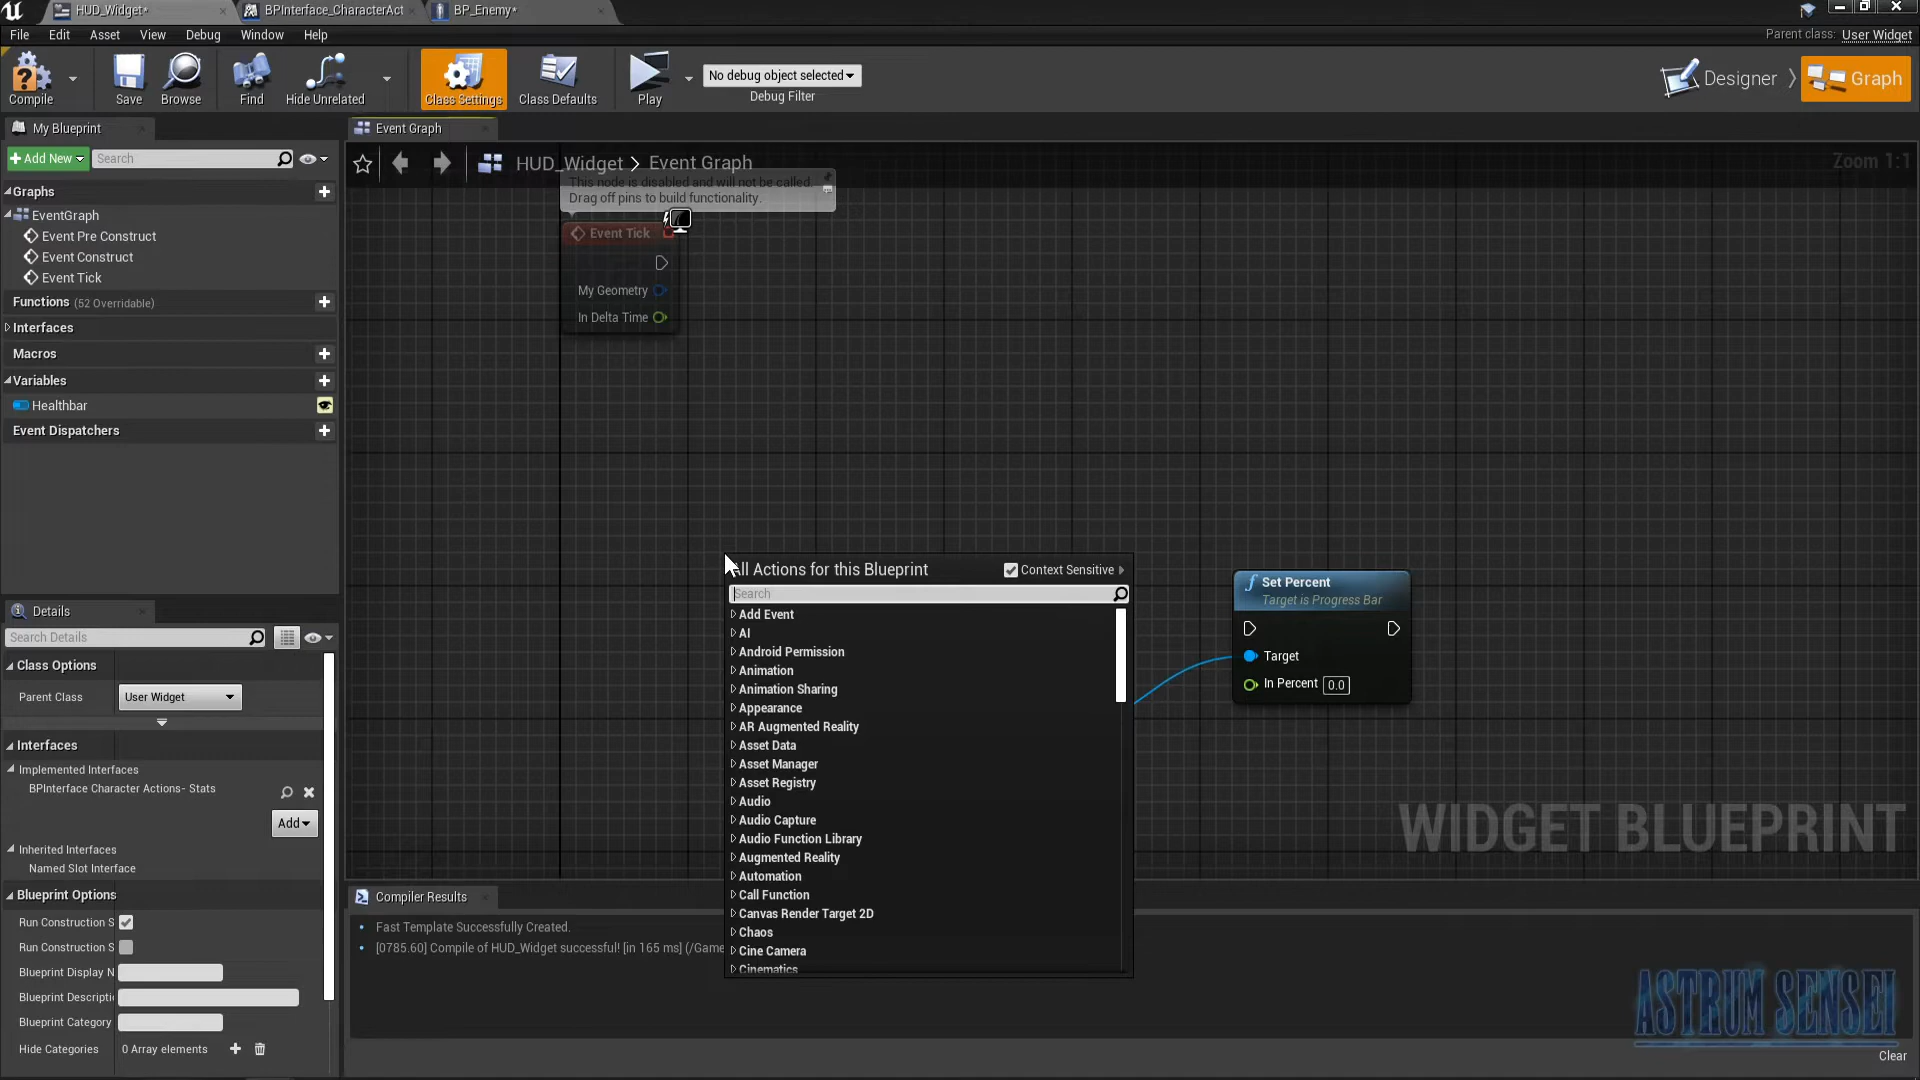 HUD_Widget*
BPInterface_CharacterAct
BP_Enemy*
File Edit Asset View Debug Window Help
Parent class: User Widget
Compile
Save
Browse
Find
Hide Unrelated
Class Settings
Class Defaults
Play
No debug object selected
Debug Filter
Designer
Graph
My Blueprint
Add New
Search
Graphs
EventGraph
Event Pre Construct
Event Construct
Event Tick
Functions (52 Overridable)
Interfaces
Macros
Variables
Healthbar
Event Dispatchers
Event Graph
HUD_Widget > Event Graph
Zoom 1:1
This node is disabled and will not be called.
Drag off pins to build functionality.
Event Tick
My Geometry
In Delta Time
All Actions for this Blueprint
Context Sensitive
Search
Add Event
AI
Android Permission
Animation
Animation Sharing
Appearance
AR Augmented Reality
Asset Data
Asset Manager
Asset Registry
Audio
Audio Capture
Audio Function Library
Augmented Reality
Automation
Call Function
Canvas Render Target 2D
Chaos
Cine Camera
Cinematics
Set Percent
Target is Progress Bar
Target
In Percent 0.0
WIDGET BLUEPRINT
Details
Search Details
Class Options
Parent Class User Widget
Interfaces
Implemented Interfaces
BPInterface Character Actions- Stats
Add
Inherited Interfaces
Named Slot Interface
Blueprint Options
Run Construction S
Run Construction S
Blueprint Display N
Blueprint Descripti
Blueprint Category
Hide Categories 0 Array elements
Compiler Results
Fast Template Successfully Created.
[0785.60] Compile of HUD_Widget successful! [in 165 ms] (/Game
ASTRUM SENSEI
Clear